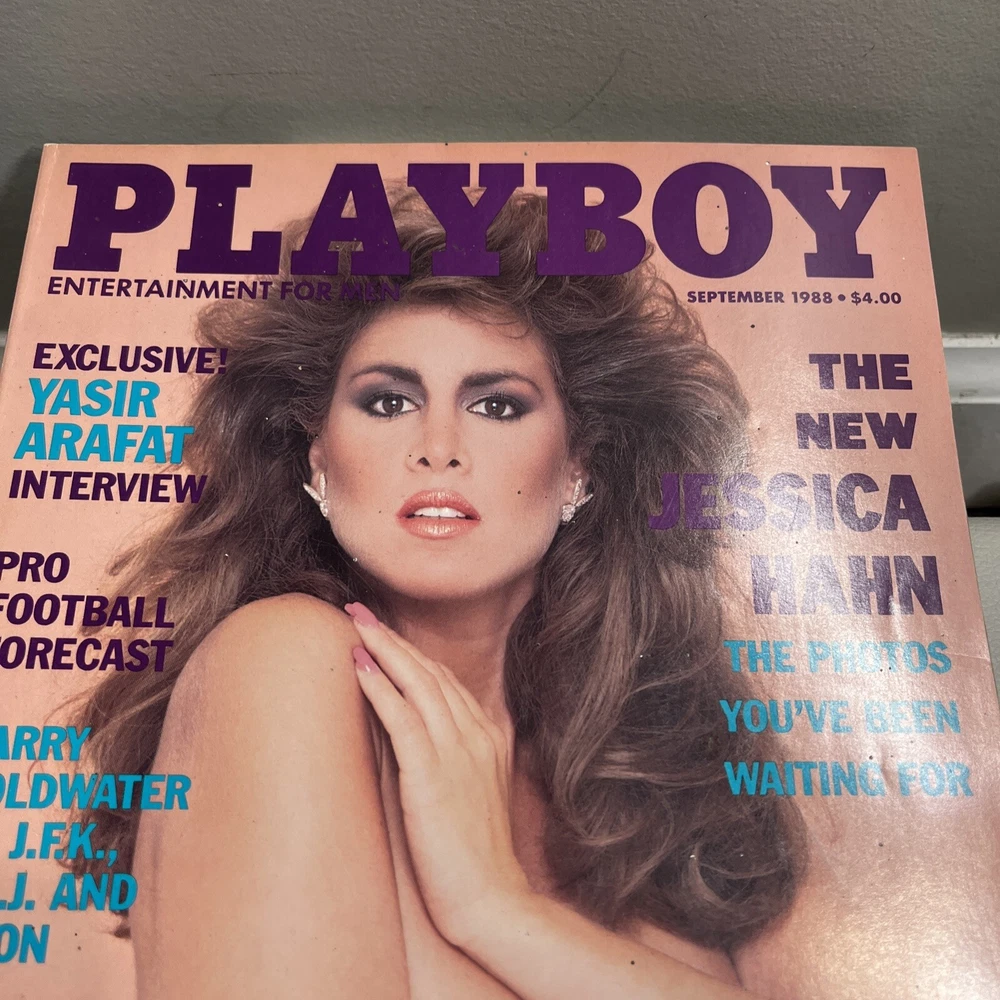 PLAYBOY
ENTERTAINMENT FOR MEN
SEPTEMBER 1988 • $4.00
EXCLUSIVE!
YASIR
ARAFAT
INTERVIEW
PRO
FOOTBALL
ORECAST
ARRY
OLDWATER
J.F.K.,
.J. AND
ON
THE
NEW
JESSICA
HAHN
THE PHOTOS
YOU'VE BEEN
WAITING FOR